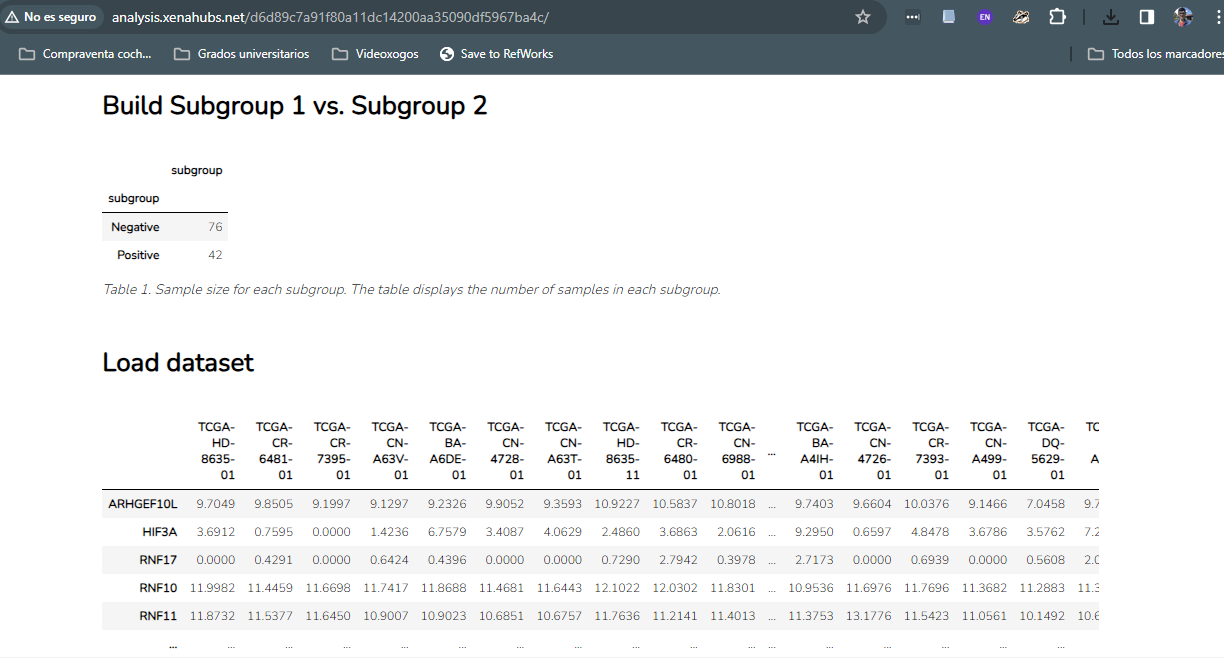 No es seguro analysis.xenahubs.net/d6d89c7a91f80a11dc14200aa35090df5967ba4c/ EN
Compraventa coch... Grados universitarios Videoxogos Save to RefWorks Todos los marcadores
Build Subgroup 1 vs. Subgroup 2
subgroup
subgroup
Negative 76
Positive 42
Table 1. Sample size for each subgroup. The table displays the number of samples in each subgroup.
Load dataset
TCGA- TCGA- TCGA- TCGA- TCGA- TCGA- TCGA- TCGA- TCGA- TCGA- TCGA- TCGA- TCGA- TCGA- TCGA- TC
HD- CR- CR- CN- BA- CN- CN- HD- CR- CN- ... BA- CN- CR- CN- DQ-
8635- 6481- 7395- A63V- A6DE- 4728- A63T- 8635- 6480- 6988- A4IH- 4726- 7393- A499- 5629- A
01 01 01 01 01 01 01 11 01 01 01 01 01 01 01
ARHGEF10L 9.7049 9.8505 9.1997 9.1297 9.2326 9.9052 9.3593 10.9227 10.5837 10.8018 ... 9.7403 9.6604 10.0376 9.1466 7.0458 9.7
HIF3A 3.6912 0.7595 0.0000 1.4236 6.7579 3.4087 4.0629 2.4860 3.6863 2.0616 ... 9.2950 0.6597 4.8478 3.6786 3.5762 7.2
RNF17 0.0000 0.4291 0.0000 0.6424 0.4396 0.0000 0.0000 0.7290 2.7942 0.3978 ... 2.7173 0.0000 0.6939 0.0000 0.5608 2.0
RNF10 11.9982 11.4459 11.6698 11.7417 11.8688 11.4681 11.6443 12.1022 12.0302 11.8301 ... 10.9536 11.6976 11.7696 11.3682 11.2883 11.3
RNF11 11.8732 11.5377 11.6450 10.9007 10.9023 10.6851 10.6757 11.7636 11.2141 11.4013 ... 11.3753 13.1776 11.5423 11.0561 10.1492 10.6
... ... ... ... ... ... ... ... ... ... ... ... ... ... ... ... ...